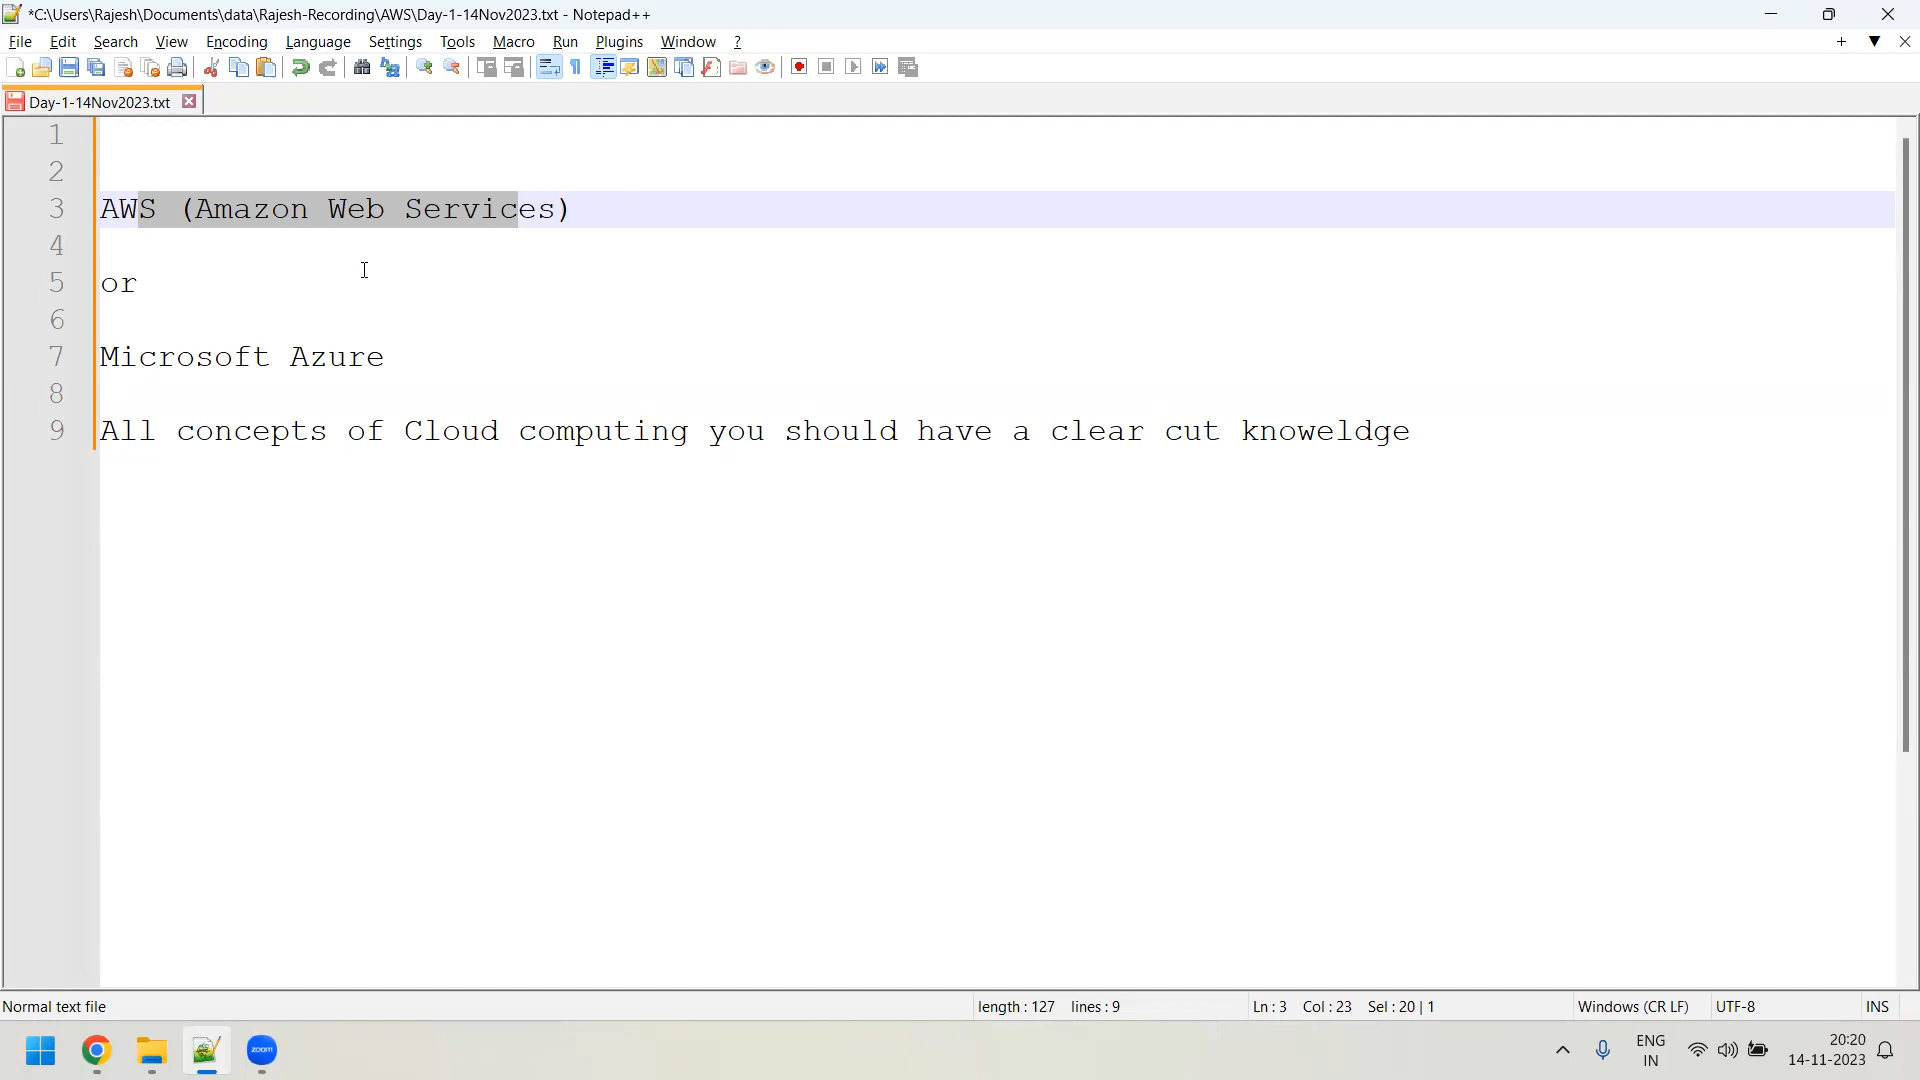 *C:\Users\Rajesh\Documents\data\Rajesh-Recording\AWS\Day-1-14Nov2023.txt - Notepad++
File Edit Search View Encoding Language Settings Tools Macro Run Plugins Window ?
Day-1-14Nov2023.txt
1
2
3 AWS (Amazon Web Services)
4
5 or
6
7 Microsoft Azure
8
9 All concepts of Cloud computing you should have a clear cut knoweldge
Normal text file length : 127 lines : 9 Ln : 3 Col : 23 Sel : 20 | 1 Windows (CR LF) UTF-8 INS
zoom
ENG
IN
20:20
14-11-2023